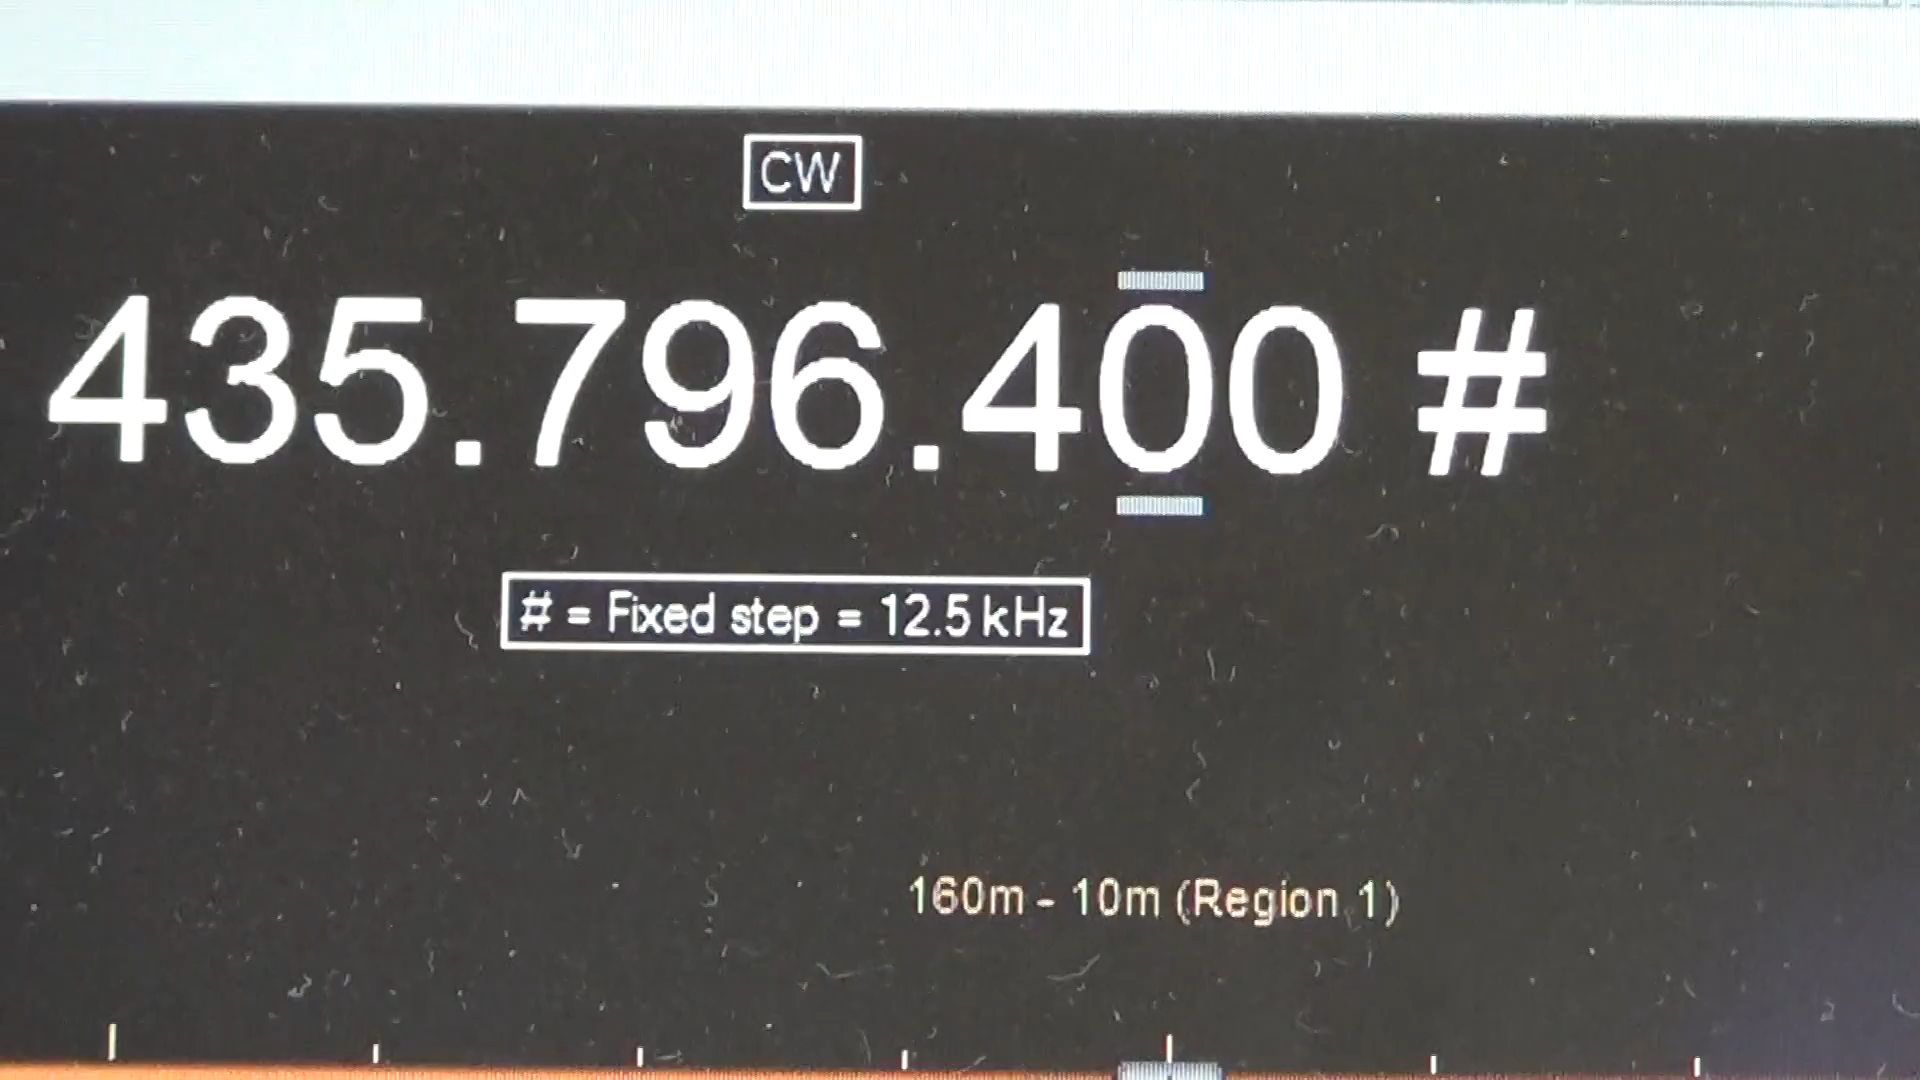 CW
435.796.400 #
# = Fixed step = 12.5 kHz
160m - 10m (Region 1)